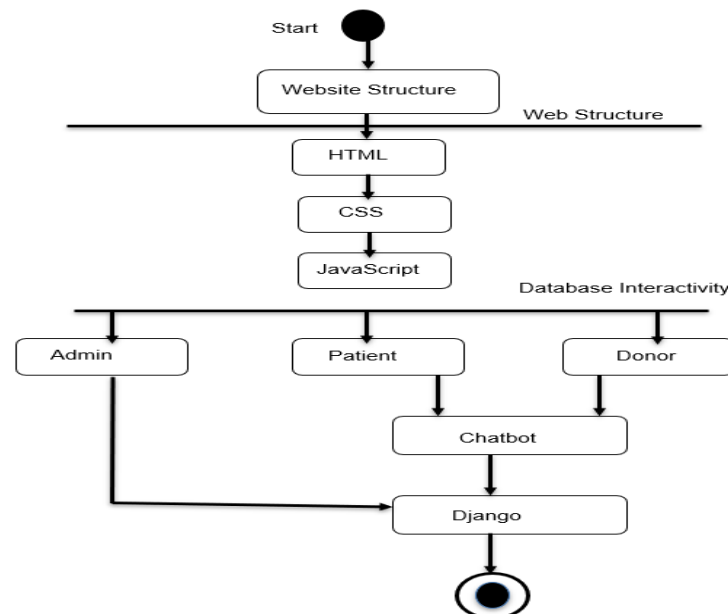 Start
Website Structure
Web Structure
HTML
CSS
JavaScript
Database Interactivity
Admin
Patient
Donor
Chatbot
Django